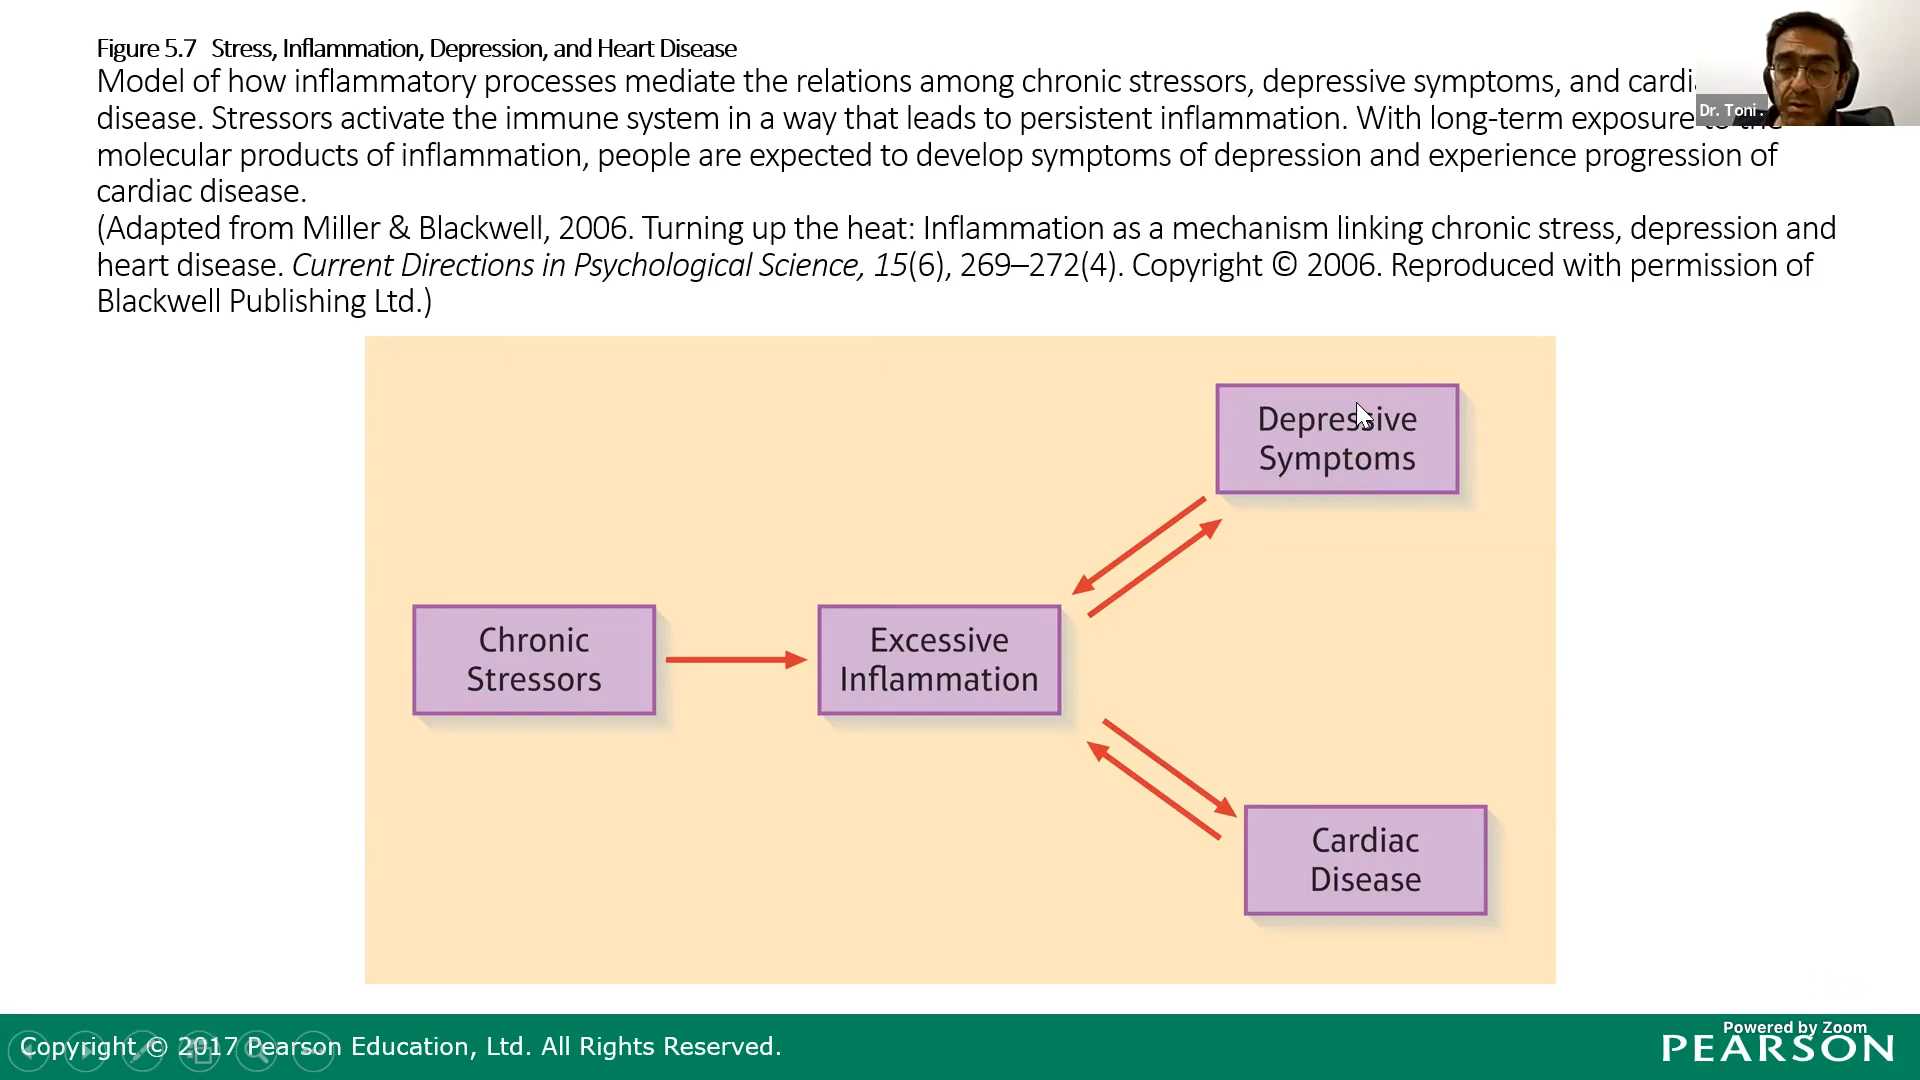 Figure 5.7 Stress, Inflammation, Depression, and Heart Disease
Model of how inflammatory processes mediate the relations among chronic stressors, depressive symptoms, and
disease. Stressors activate the immune system in a way that leads to persistent inflammation. With long-term exposure to the
molecular products of inflammation, people are expected to develop symptoms of depression and experience progression of
cardiac disease.
(Adapted from Miller & Blackwell, 2006. Turning up the heat: Inflammation as a mechanism linking chronic stress, depression and
heart disease. Current Directions in Psychological Science, 15(6), 269–272(4). Copyright © 2006. Reproduced with permission of
Blackwell Publishing Ltd.)
Dr. Toni .
Depressive
Symptoms
Chronic
Stressors
Excessive
Inflammation
Cardiac
Disease
Copyright © 2017 Pearson Education, Ltd. All Rights Reserved.
Powered by Zoom
PEARSON